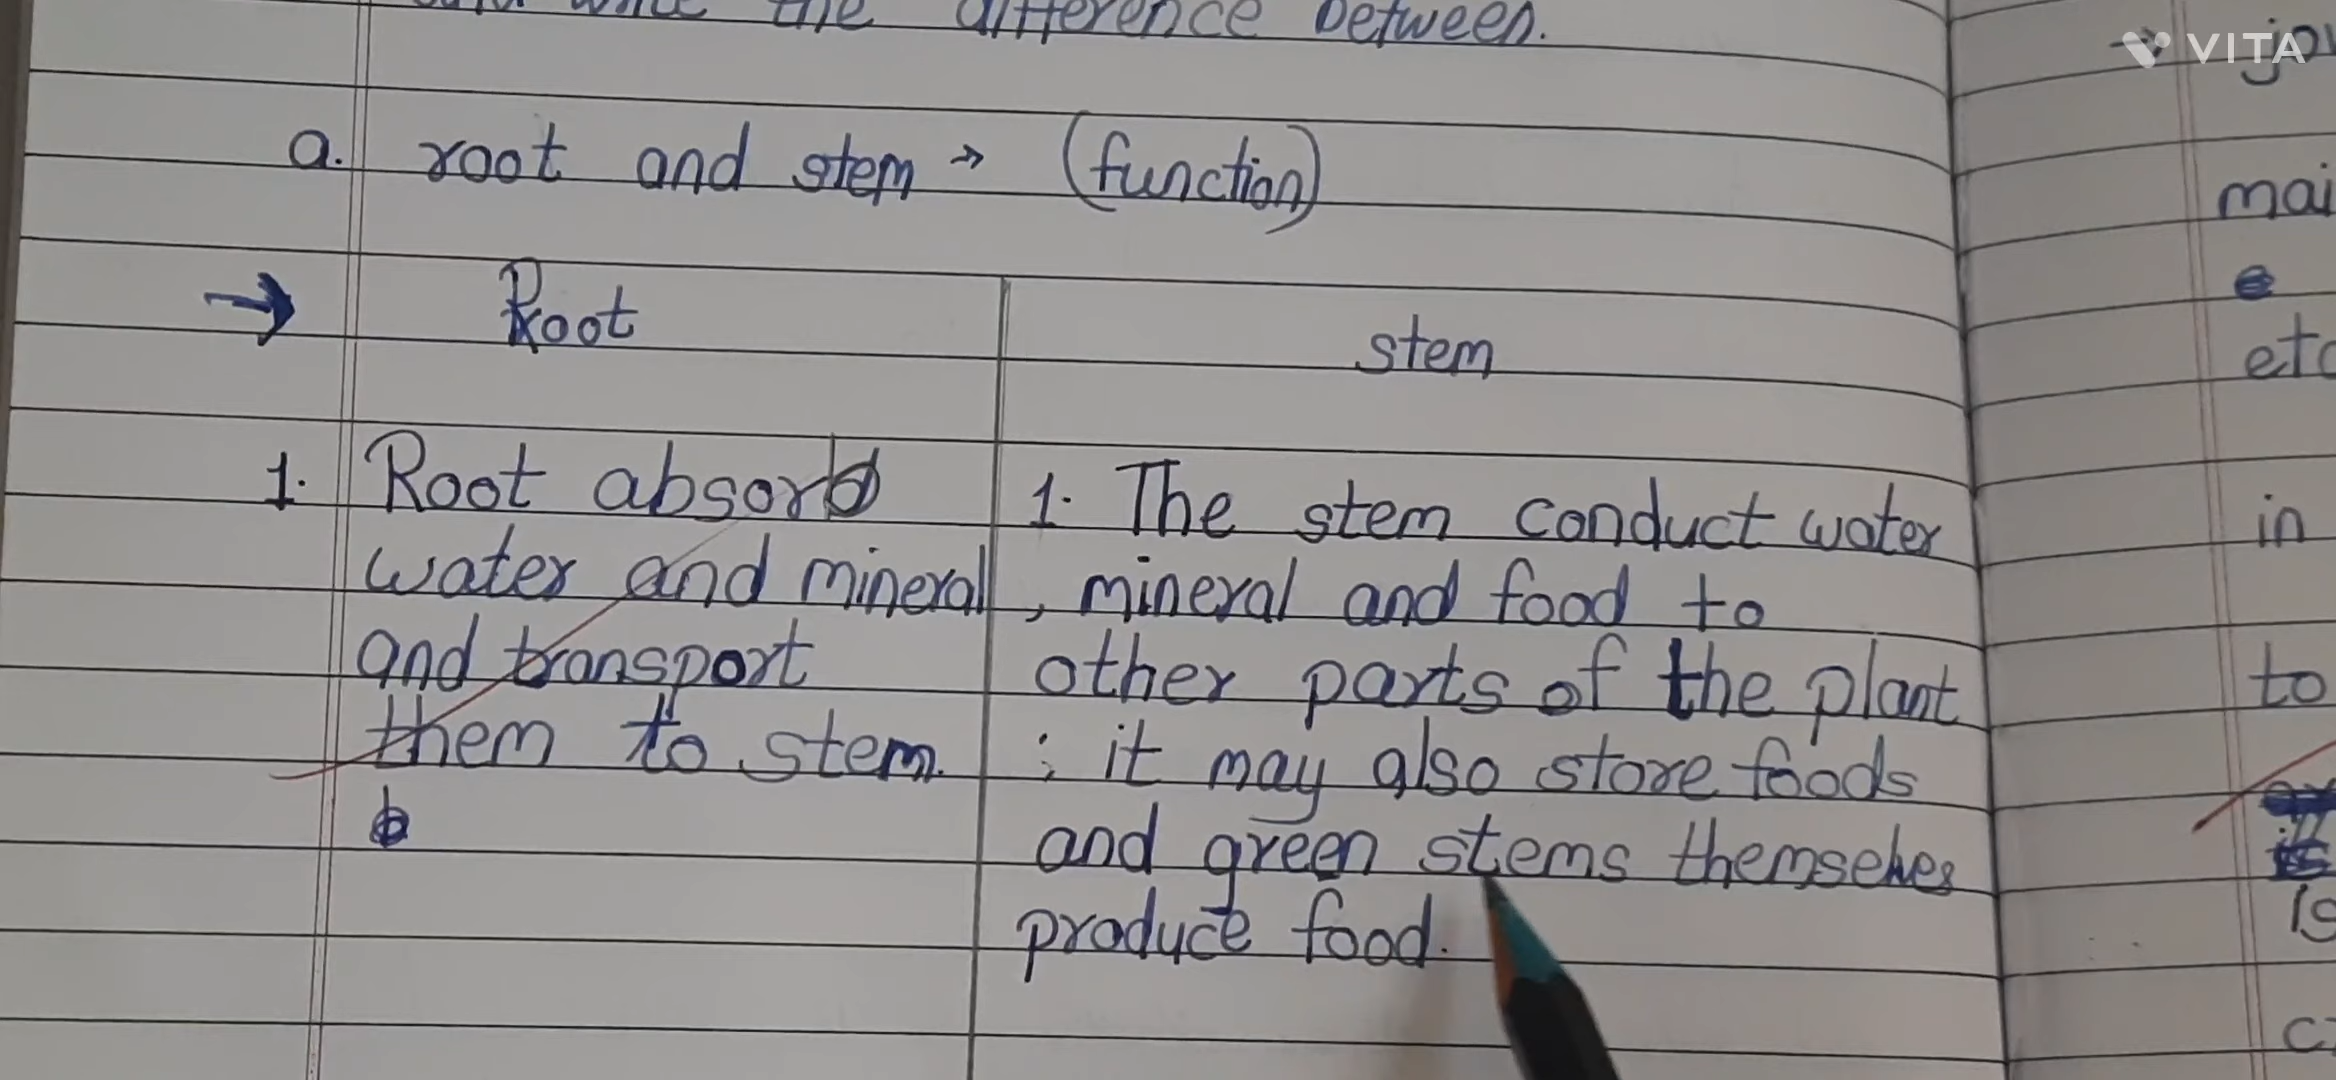 the difference between.
a. root and stem → (function)
→ Root
stem
1. Root absorb
water and mineral
and transport
them to stem.
1. The stem conduct water
, mineral and food to
other parts of the plant
; it may also store foods
and green stems themselves
produce food.
VITA
mai
etc
in
to